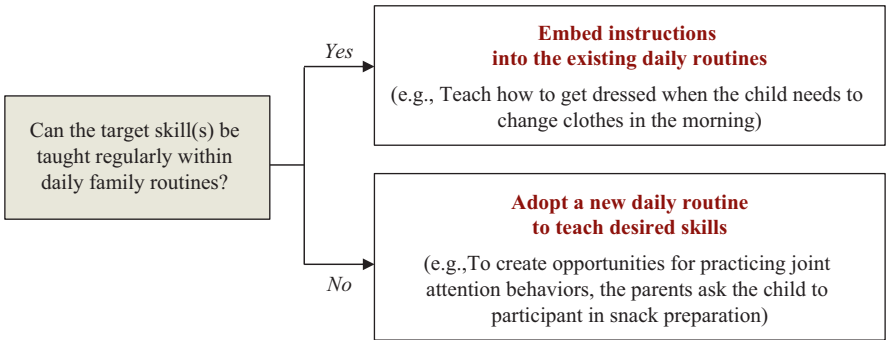 Can the target skill(s) be
taught regularly within
daily family routines?
Yes
Embed instructions
into the existing daily routines
(e.g., Teach how to get dressed when the child needs to
change clothes in the morning)
No
Adopt a new daily routine
to teach desired skills
(e.g.,To create opportunities for practicing joint
attention behaviors, the parents ask the child to
participant in snack preparation)